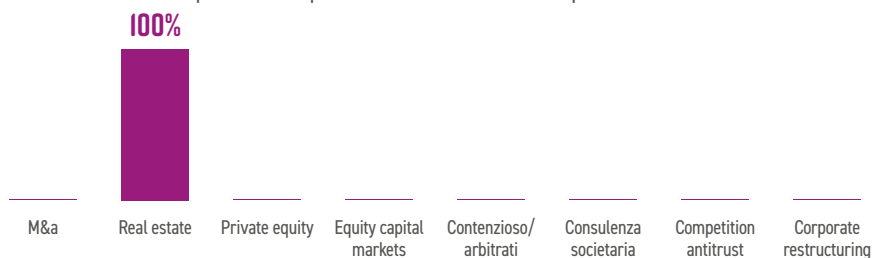 100%
M&a
Real estate
Private equity
Equity capital
markets
Contenzioso/
arbitrati
Consulenza
societaria
Competition
antitrust
Corporate
restructuring